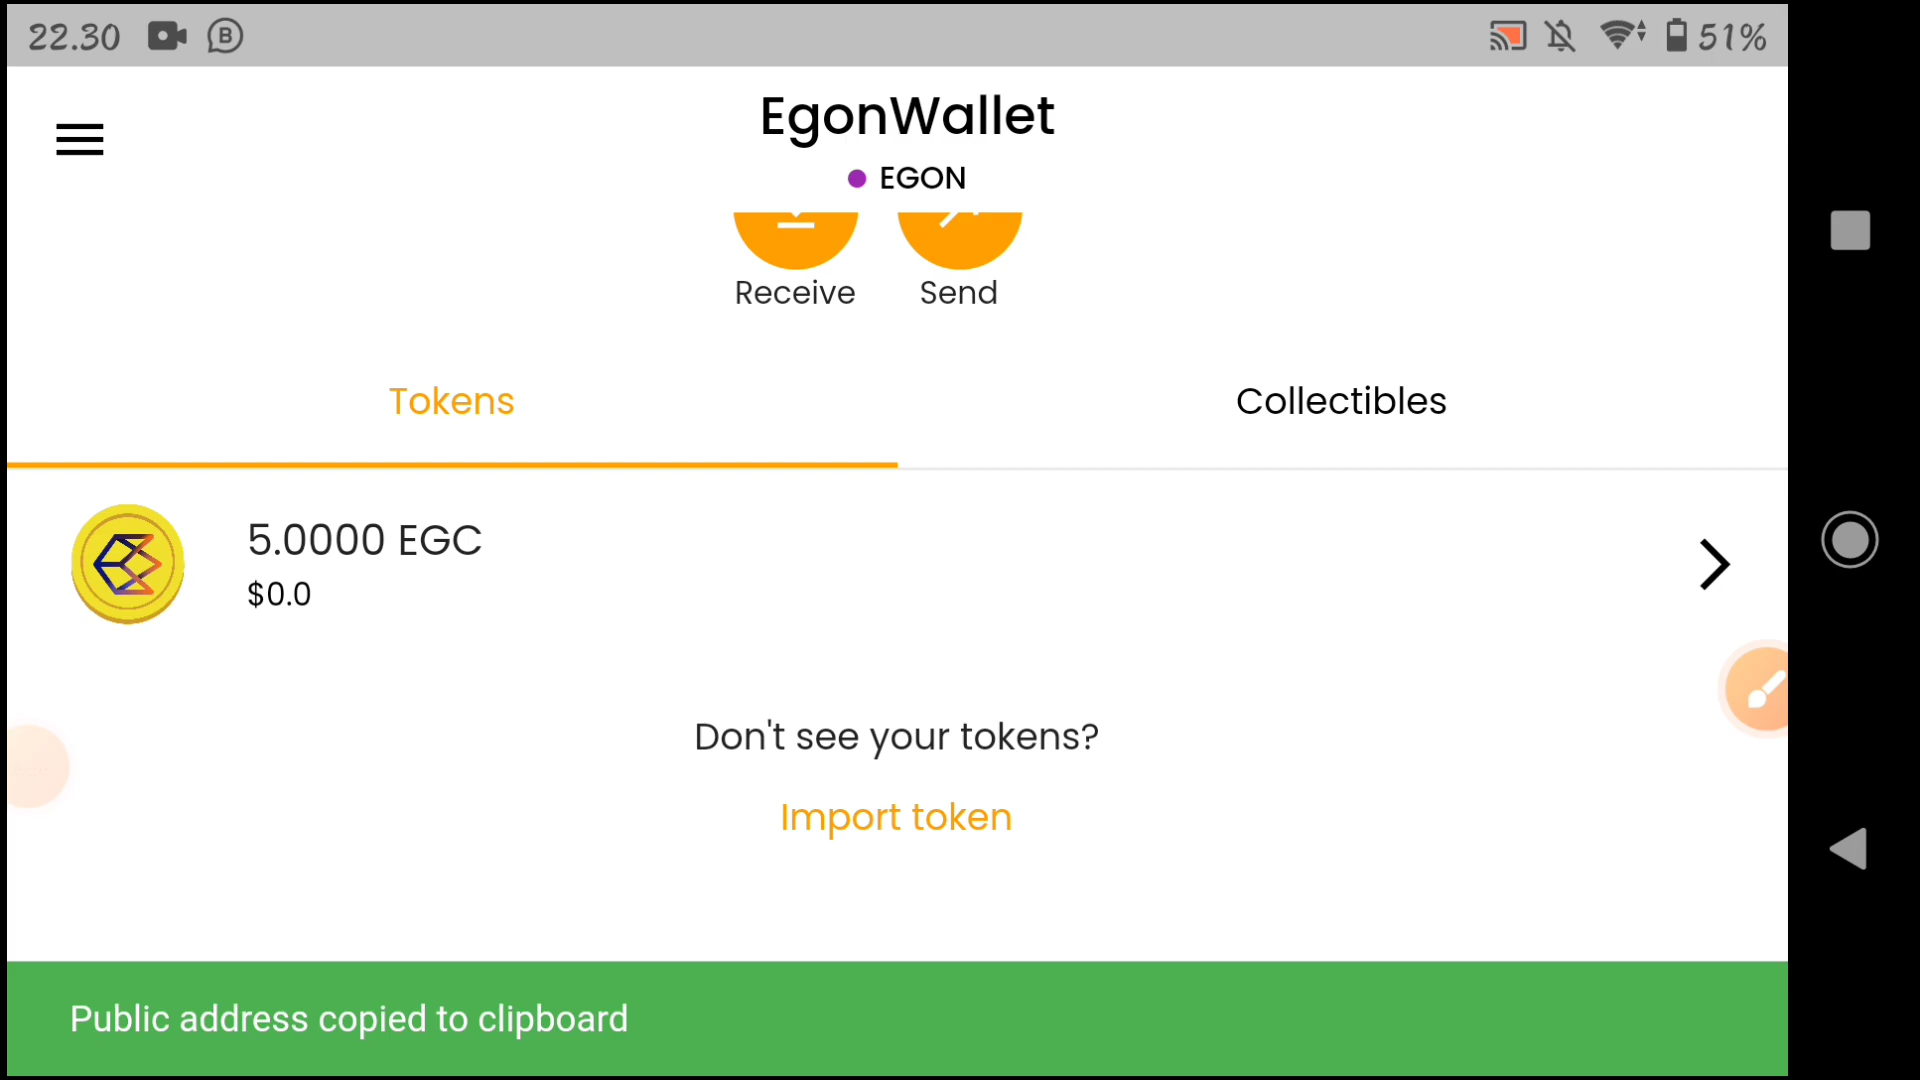 22.30
51%
EgonWallet
EGON
Receive
Send
Tokens
Collectibles
5.0000 EGC
$0.0
Don't see your tokens?
Import token
Public address copied to clipboard